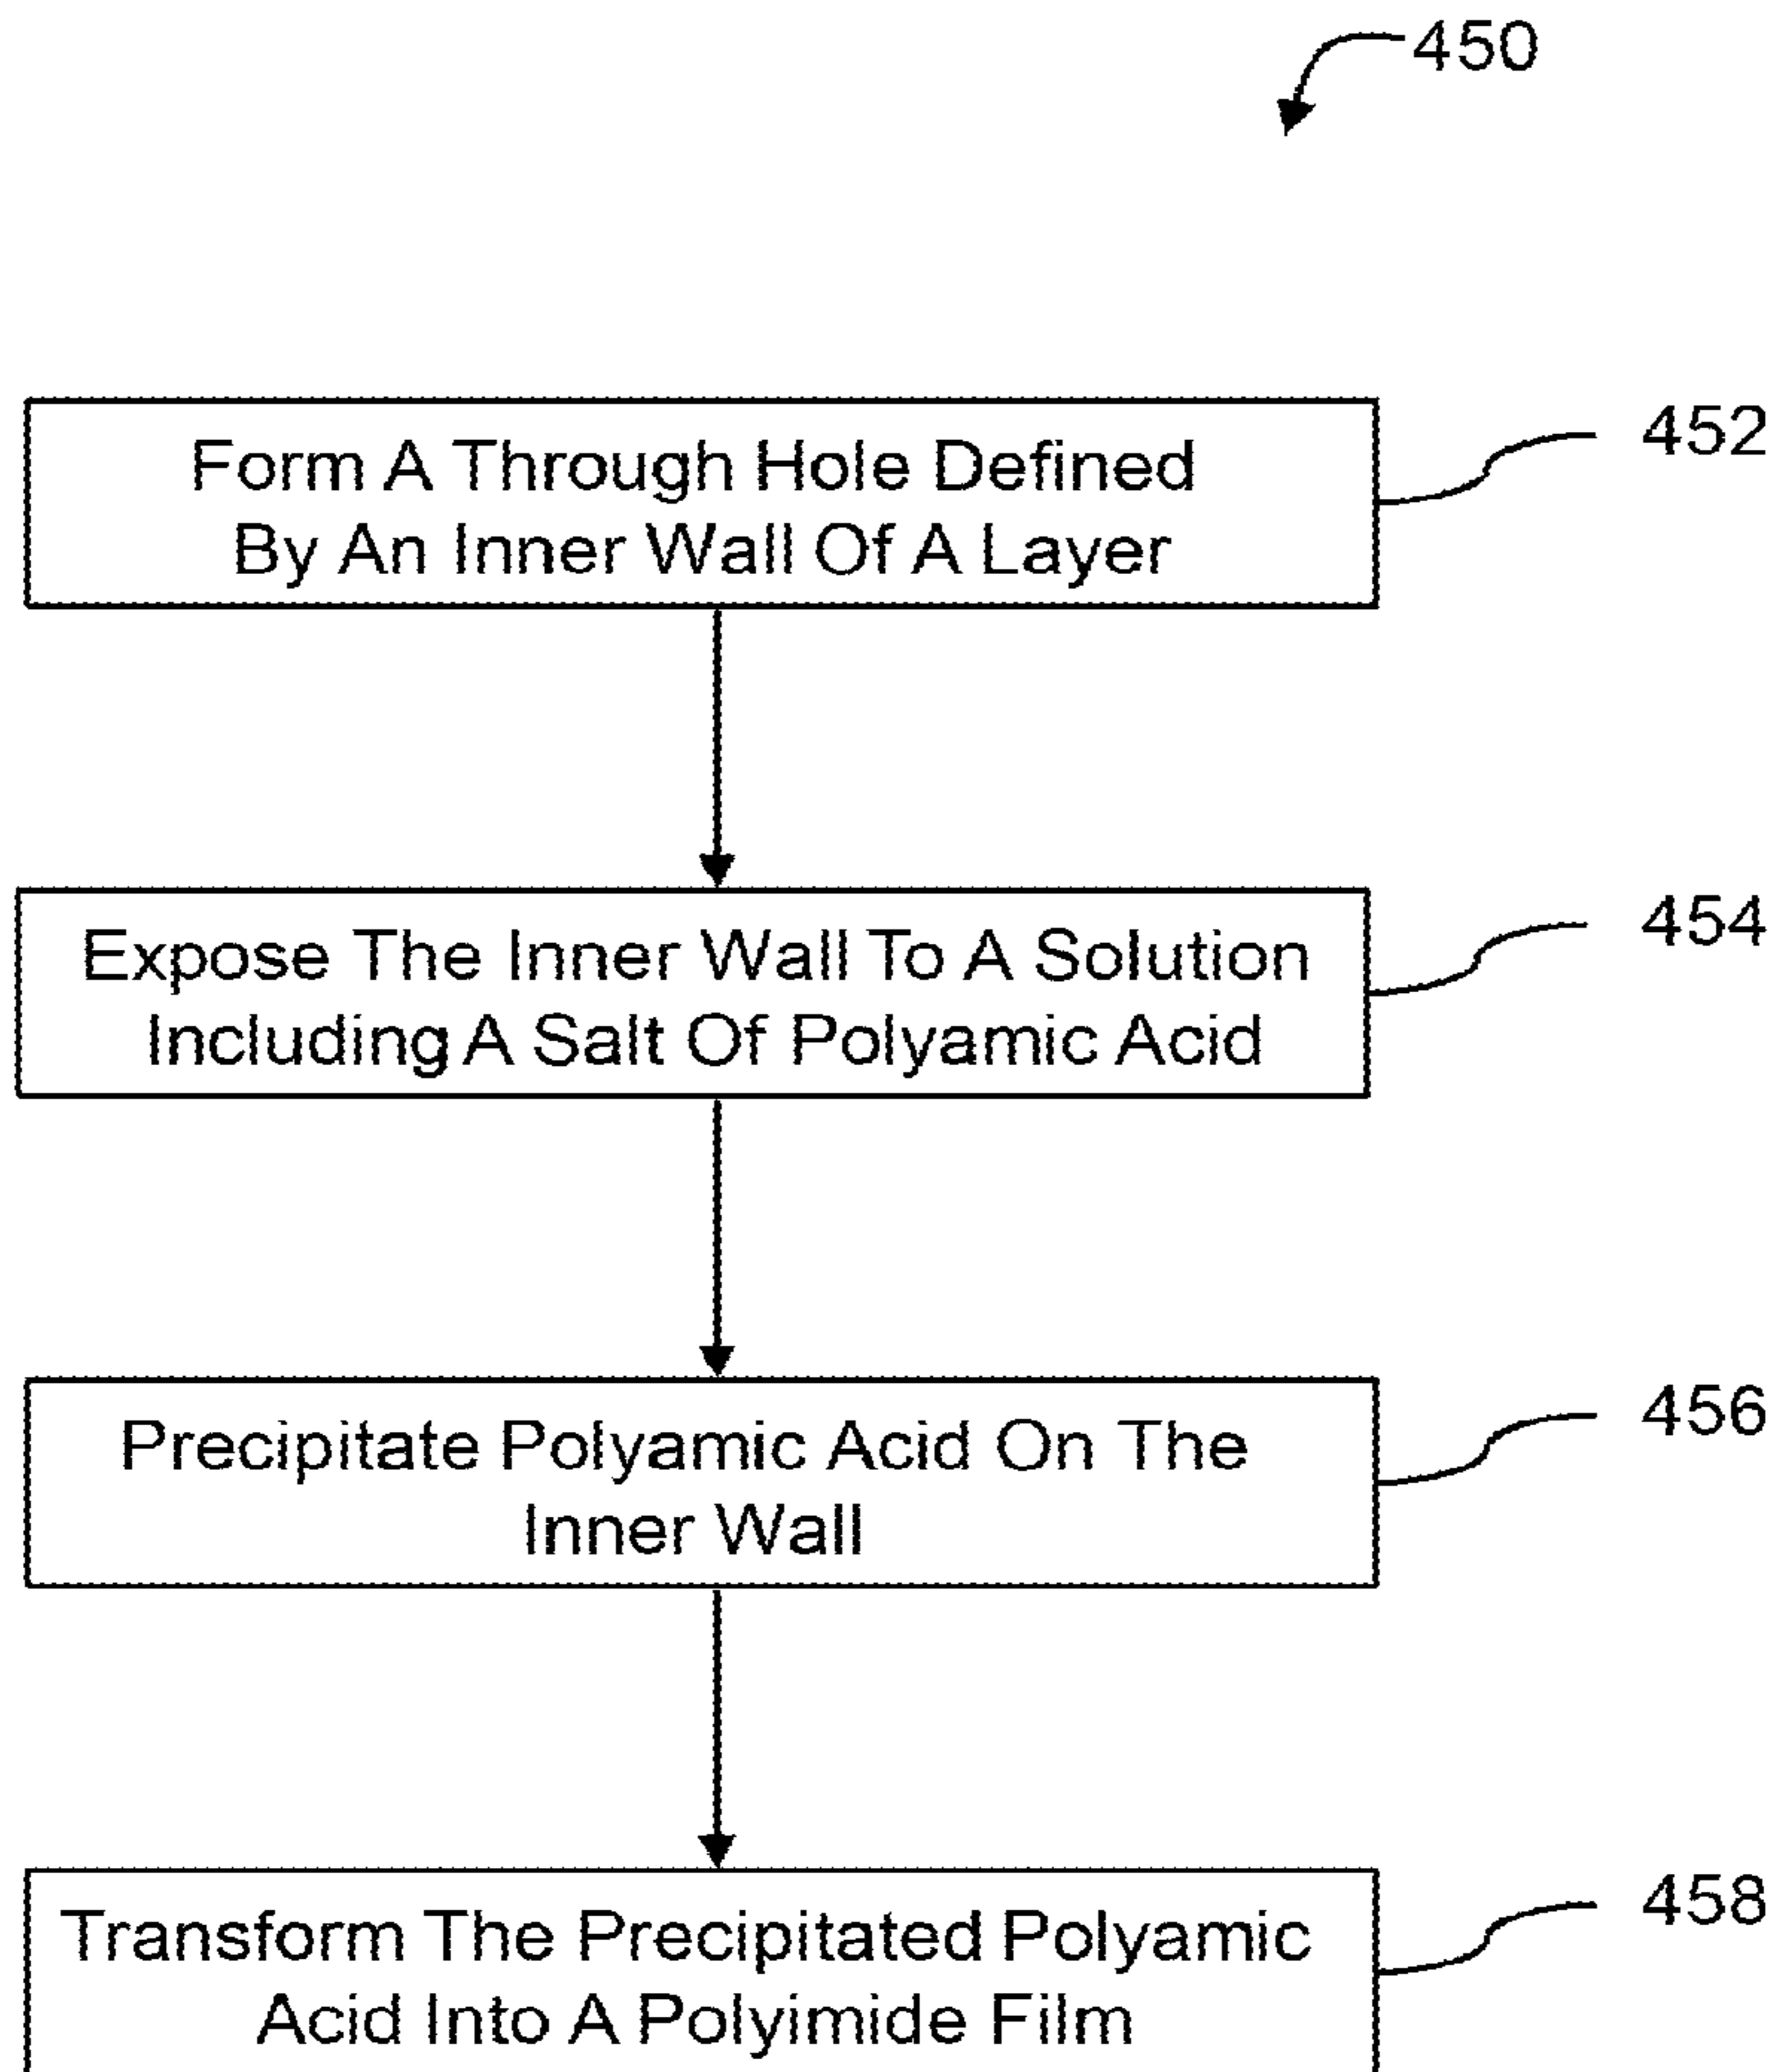 450
Form A Through Hole Defined
By An Inner Wall Of A Layer
452
Expose The Inner Wall To A Solution
Including A Salt Of Polyamic Acid
454
Precipitate Polyamic Acid On The
Inner Wall
456
Transform The Precipitated Polyamic
Acid Into A Polyimide Film
458